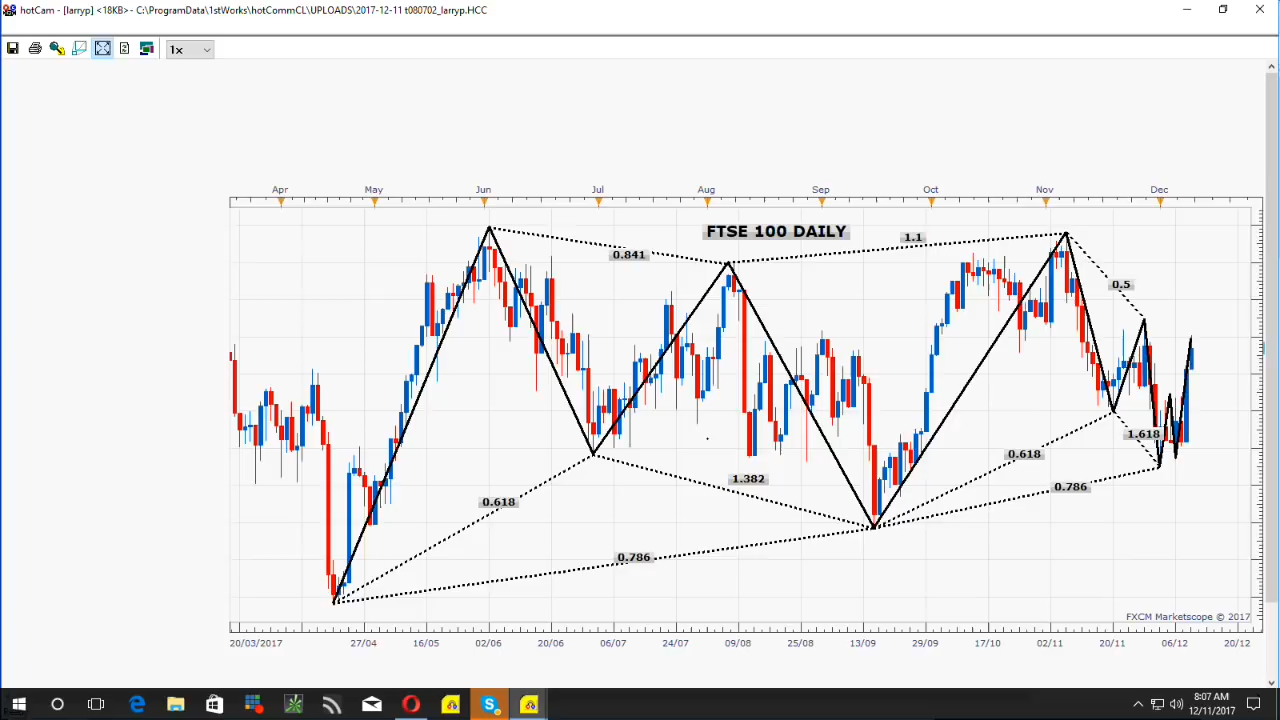 hotCam - [larryp] <18KB> - C:\ProgramData\1stWorks\hotCommCL\UPLOADS\2017-12-11 t080702_larryp.HCC
1x
Apr May Jun Jul Aug Sep Oct Nov Dec
FTSE 100 DAILY
1.1
0.841
0.5
1.618
0.618
1.382
0.786
0.618
0.786
FXCM Marketscope © 2017
20/03/2017 27/04 16/05 02/06 20/06 06/07 24/07 09/08 25/08 13/09 29/09 17/10 02/11 20/11 06/12 20/12
8:07 AM
12/11/2017